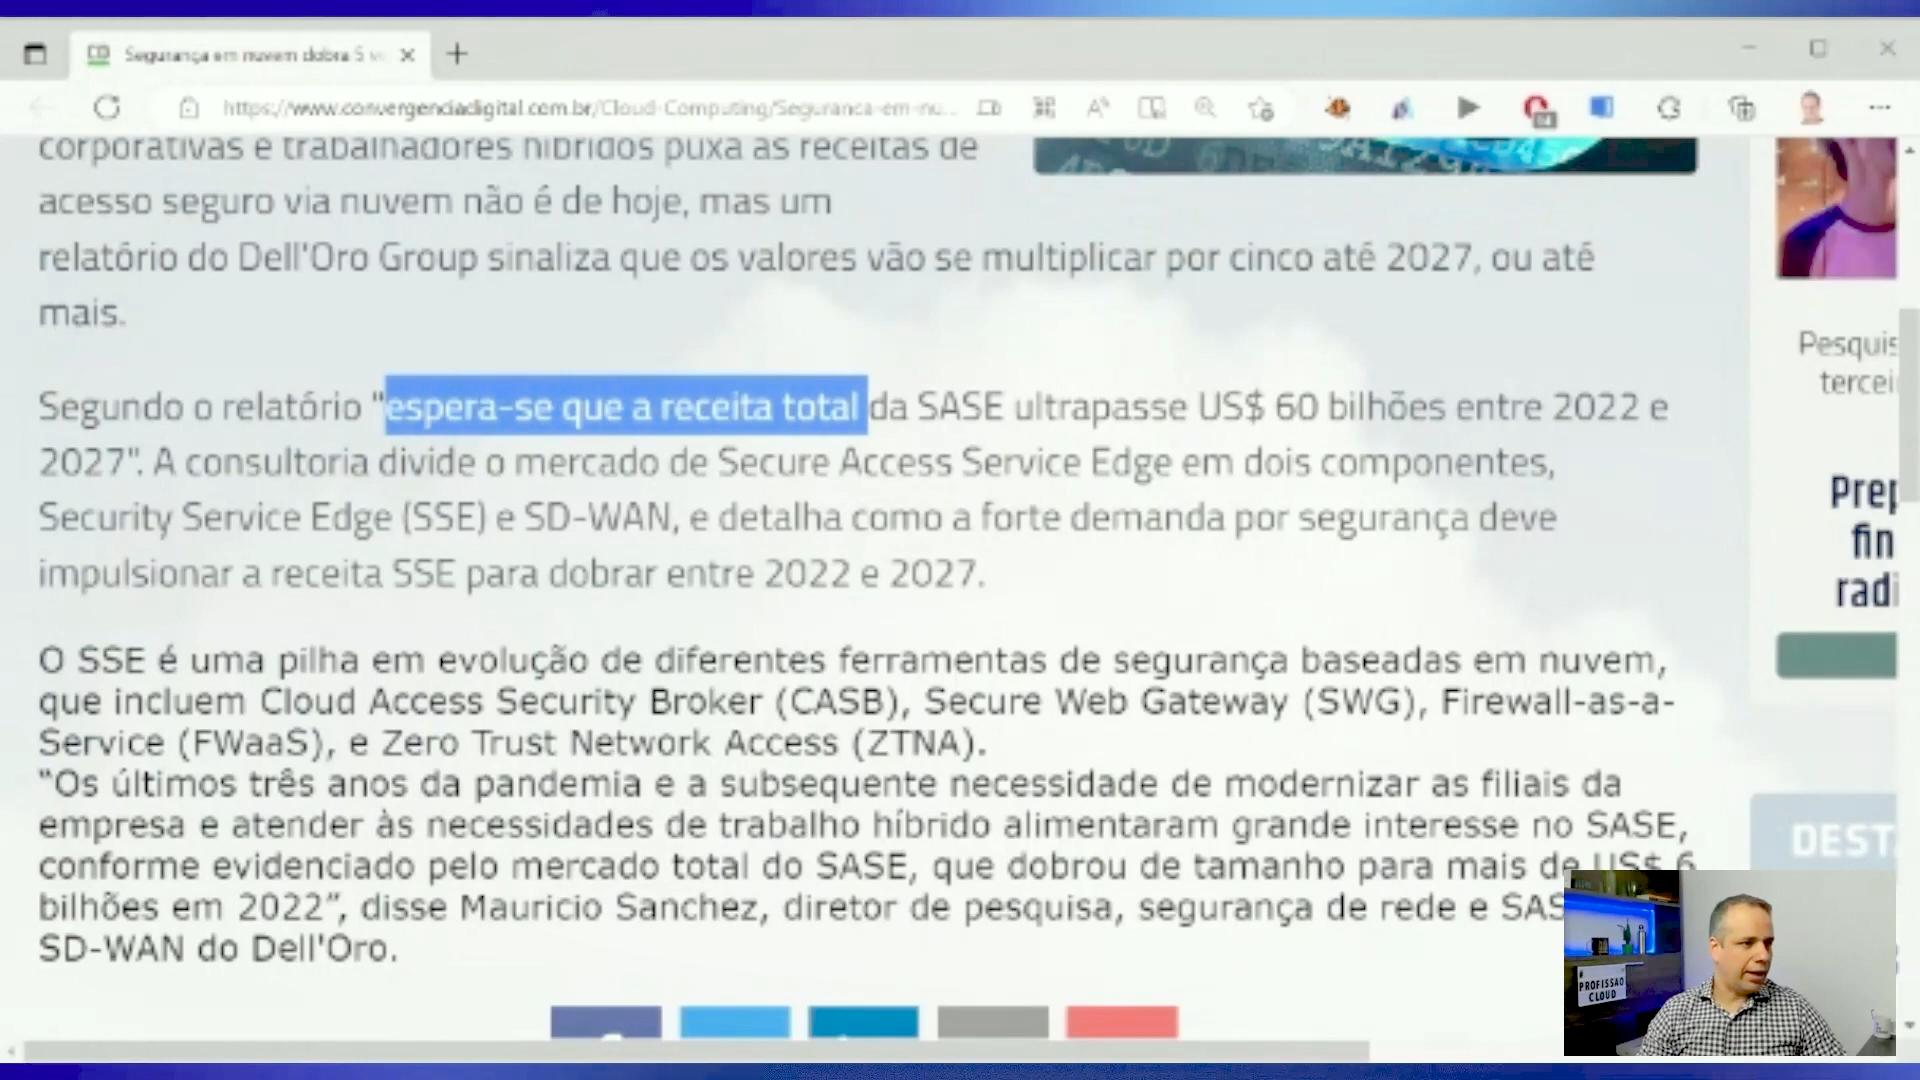 Segurança em nuvem dobra 5 v
https://www.convergenciadigital.com.br/Cloud-Computing/Seguranca-em-nu...
corporativas e trabalhadores híbridos puxa as receitas de
acesso seguro via nuvem não é de hoje, mas um
relatório do Dell'Oro Group sinaliza que os valores vão se multiplicar por cinco até 2027, ou até
mais.
Segundo o relatório "espera-se que a receita total da SASE ultrapasse US$ 60 bilhões entre 2022 e
2027". A consultoria divide o mercado de Secure Access Service Edge em dois componentes,
Security Service Edge (SSE) e SD-WAN, e detalha como a forte demanda por segurança deve
impulsionar a receita SSE para dobrar entre 2022 e 2027.
O SSE é uma pilha em evolução de diferentes ferramentas de segurança baseadas em nuvem,
que incluem Cloud Access Security Broker (CASB), Secure Web Gateway (SWG), Firewall-as-a-
Service (FWaaS), e Zero Trust Network Access (ZTNA).
“Os últimos três anos da pandemia e a subsequente necessidade de modernizar as filiais da
empresa e atender às necessidades de trabalho híbrido alimentaram grande interesse no SASE,
conforme evidenciado pelo mercado total do SASE, que dobrou de tamanho para mais de US$ 6
bilhões em 2022”, disse Mauricio Sanchez, diretor de pesquisa, segurança de rede e SAS
SD-WAN do Dell'Oro.
Pesquis
tercei
Prep
fin
radi
DEST
PROFISSAO
CLOUD